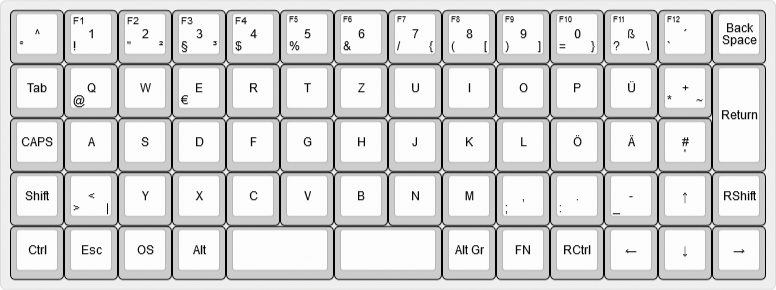 ^ F1 1 F2 2 F3 3 F4 4 F5 5 F6 6 F7 7 F8 8 F9 9 F10 0 F11 ß F12 ´ Back
° ! " ² § ³ $ % & / { ( [ ) ] = } ? \ ` Space
Tab Q W E R T Z U I O P Ü +
@ € * ~
Return
CAPS A S D F G H J K L Ö Ä #
'
Shift < Y X C V B N M , . - ↑ RShift
> | ; : _
Ctrl Esc OS Alt Alt Gr FN RCtrl ← ↓ →